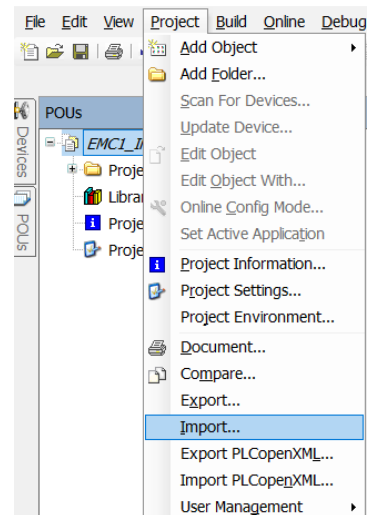 File Edit View Project Build Online Debug
Add Object
Add Folder...
Scan For Devices...
Update Device...
Edit Object
Edit Object With...
Online Config Mode...
Set Active Application
Project Information...
Project Settings...
Project Environment...
Document...
Compare...
Export...
Import...
Export PLCopenXML...
Import PLCopenXML...
User Management
Devices
POUs
POUs
EMC1_I
Proje
Librar
Proje
Proje